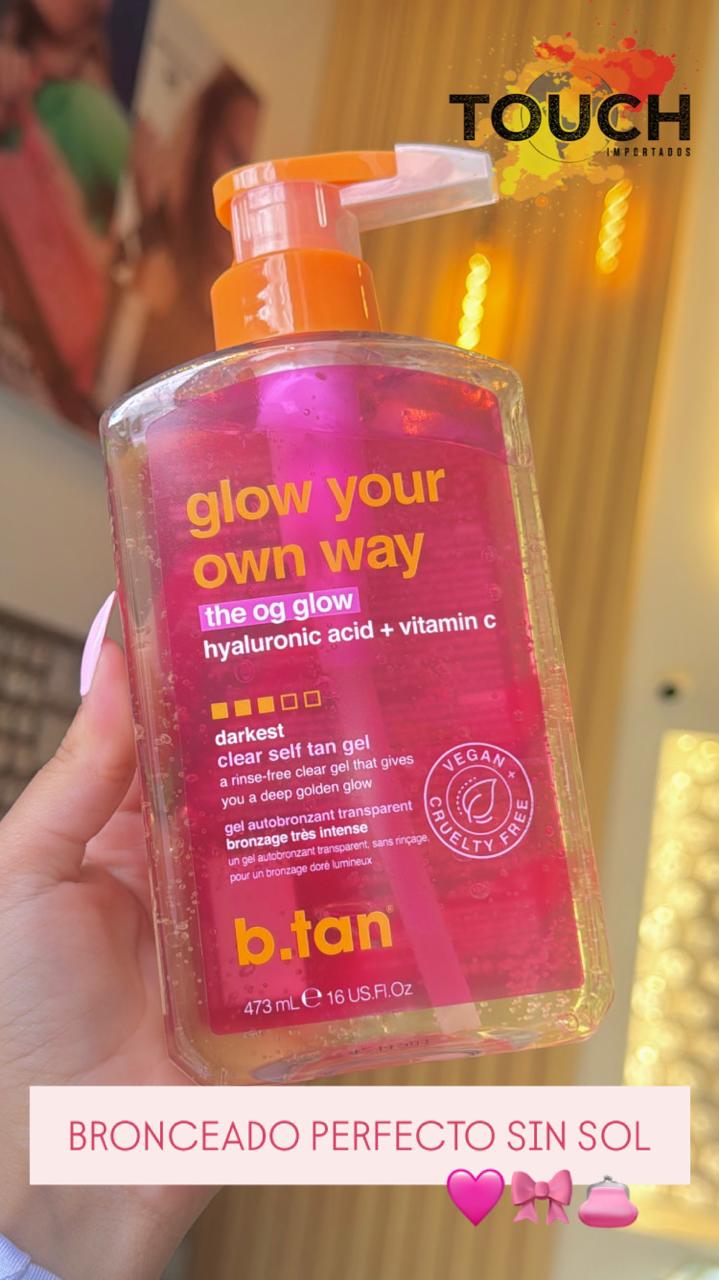 TOUCH
IMPORTADOS
glow your
own way
the og glow
hyaluronic acid + vitamin c
darkest
clear self tan gel
a rinse-free clear gel that gives
you a deep golden glow
gel autobronzant transparent
bronzage très intense
un gel autobronzant transparent, sans rinçage,
pour un bronzage doré lumineux
VEGAN +
CRUELTY FREE
b.tan®
473 mL e 16 US.Fl.Oz
BRONCEADO PERFECTO SIN SOL